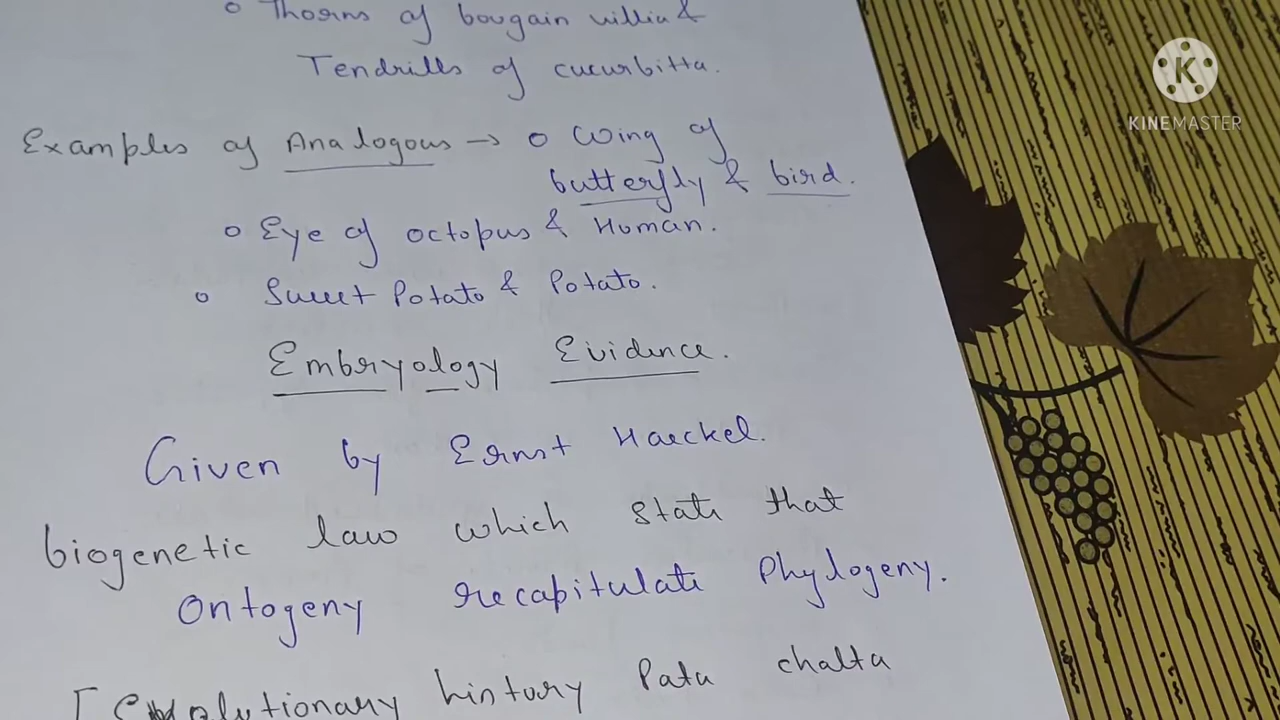 o Thorns of bougain villia &
Tendrills of cucurbitta.
Examples of Analogous → o Wing of
butterfly & bird.
o Eye of octopus & Human.
o Sweet Potato & Potato.
Embryology Evidence.
Given by Ernst Haeckel.
biogenetic law which state that
Ontogeny recapitulate Phylogeny.
[Evolutionary history Pata chalta
K
KINEMASTER